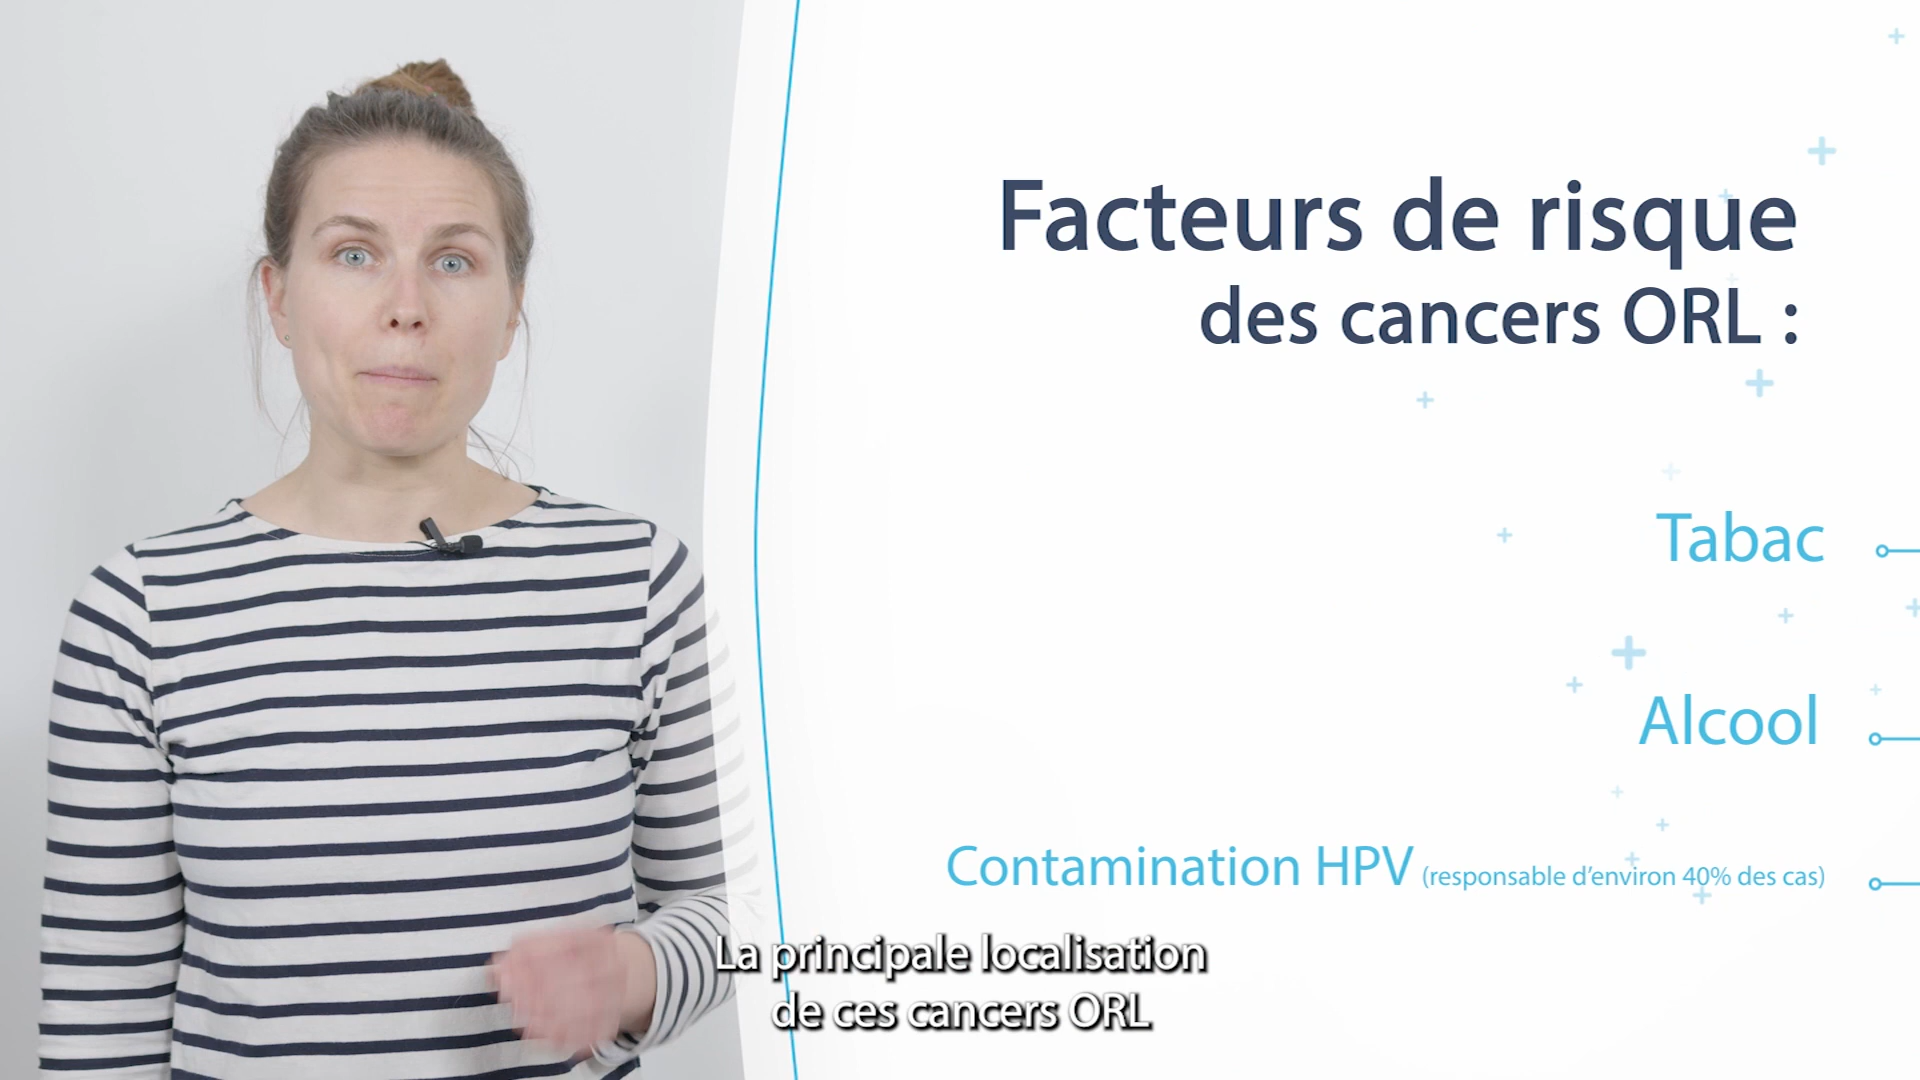 Facteurs de risque
des cancers ORL :
Tabac
Alcool
Contamination HPV (responsable d’environ 40% des cas)
La principale localisation
de ces cancers ORL